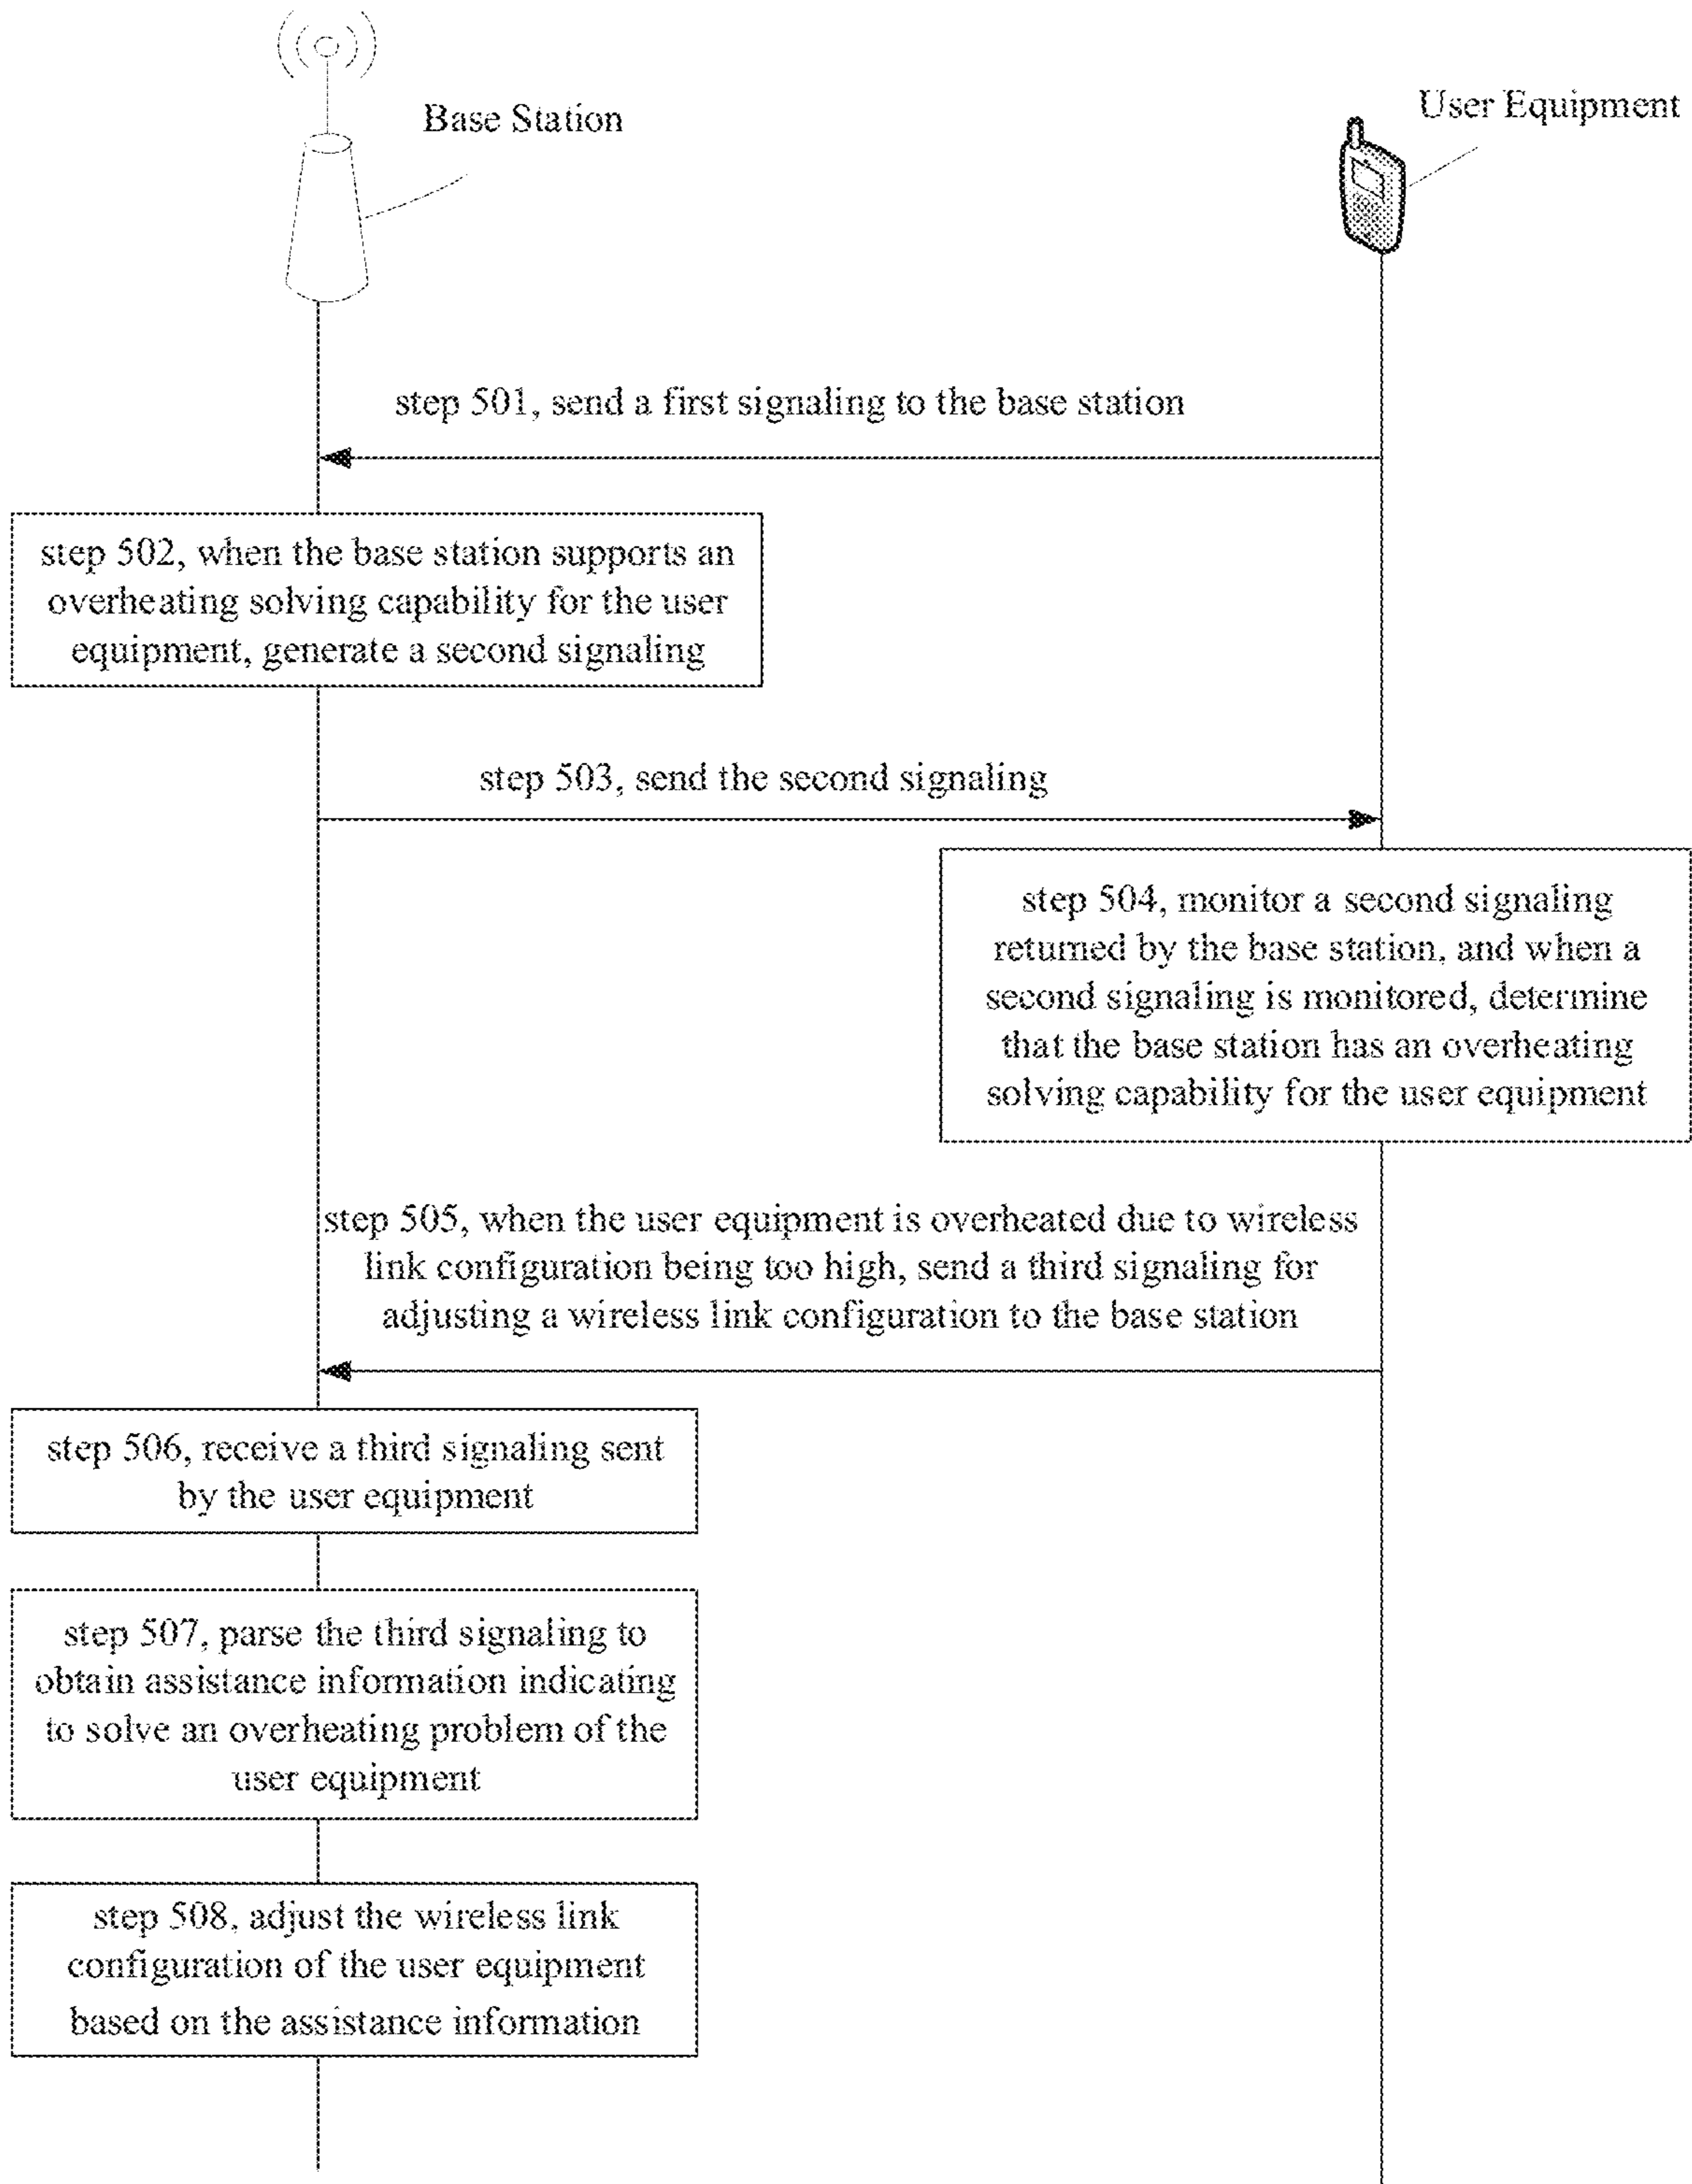 Base Station
User Equipment
step 501, send a first signaling to the base station
step 502, when the base station supports an
overheating solving capability for the user
equipment, generate a second signaling
step 503, send the second signaling
step 504, monitor a second signaling
returned by the base station, and when a
second signaling is monitored, determine
that the base station has an overheating
solving capability for the user equipment
step 505, when the user equipment is overheated due to wireless
link configuration being too high, send a third signaling for
adjusting a wireless link configuration to the base station
step 506, receive a third signaling sent
by the user equipment
step 507, parse the third signaling to
obtain assistance information indicating
to solve an overheating problem of the
user equipment
step 508, adjust the wireless link
configuration of the user equipment
based on the assistance information